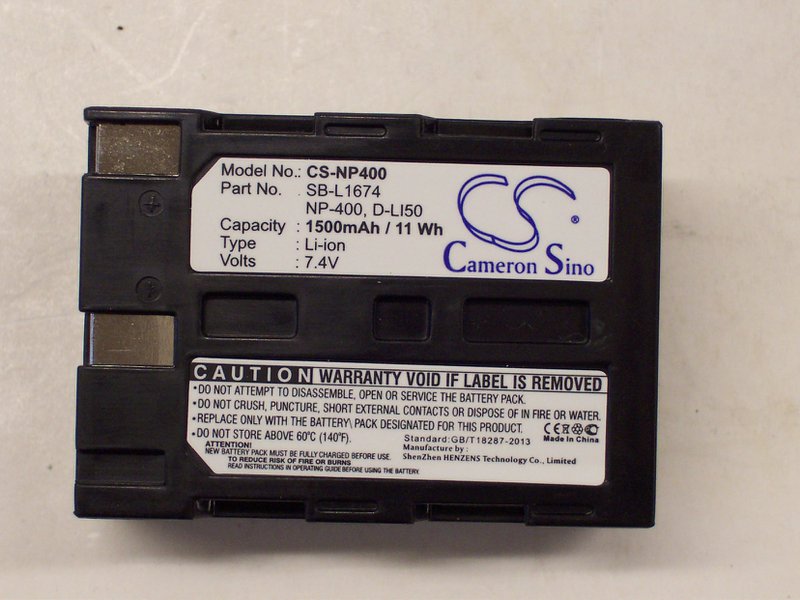 Model No.: CS-NP400
Part No. : SB-L1674
NP-400, D-LI50
Capacity : 1500mAh / 11 Wh
Type : Li-ion
Volts : 7.4V
CS ®
Cameron Sino
CAUTION WARRANTY VOID IF LABEL IS REMOVED
•DO NOT ATTEMPT TO DISASSEMBLE, OPEN OR SERVICE THE BATTERY PACK.
•DO NOT CRUSH, PUNCTURE, SHORT EXTERNAL CONTACTS OR DISPOSE OF IN FIRE OR WATER.
•REPLACE ONLY WITH THE BATTERY\ PACK DESIGNATED FOR THIS PRODUCT.
•DO NOT STORE ABOVE 60℃ (140℉).
CE
Made In China
Standard:GB/T18287-2013
Manufacture by :
ShenZhen HENZENS Technology Co., Limited
ATTENTION!
NEW BATTERY PACK MUST BE FULLY CHARGED BEFORE USE
TO REDUCE RISK OF FIRE OR BURNS
READ INSTRUCTIONS BEFORE USING THE BATTERY.
+
-